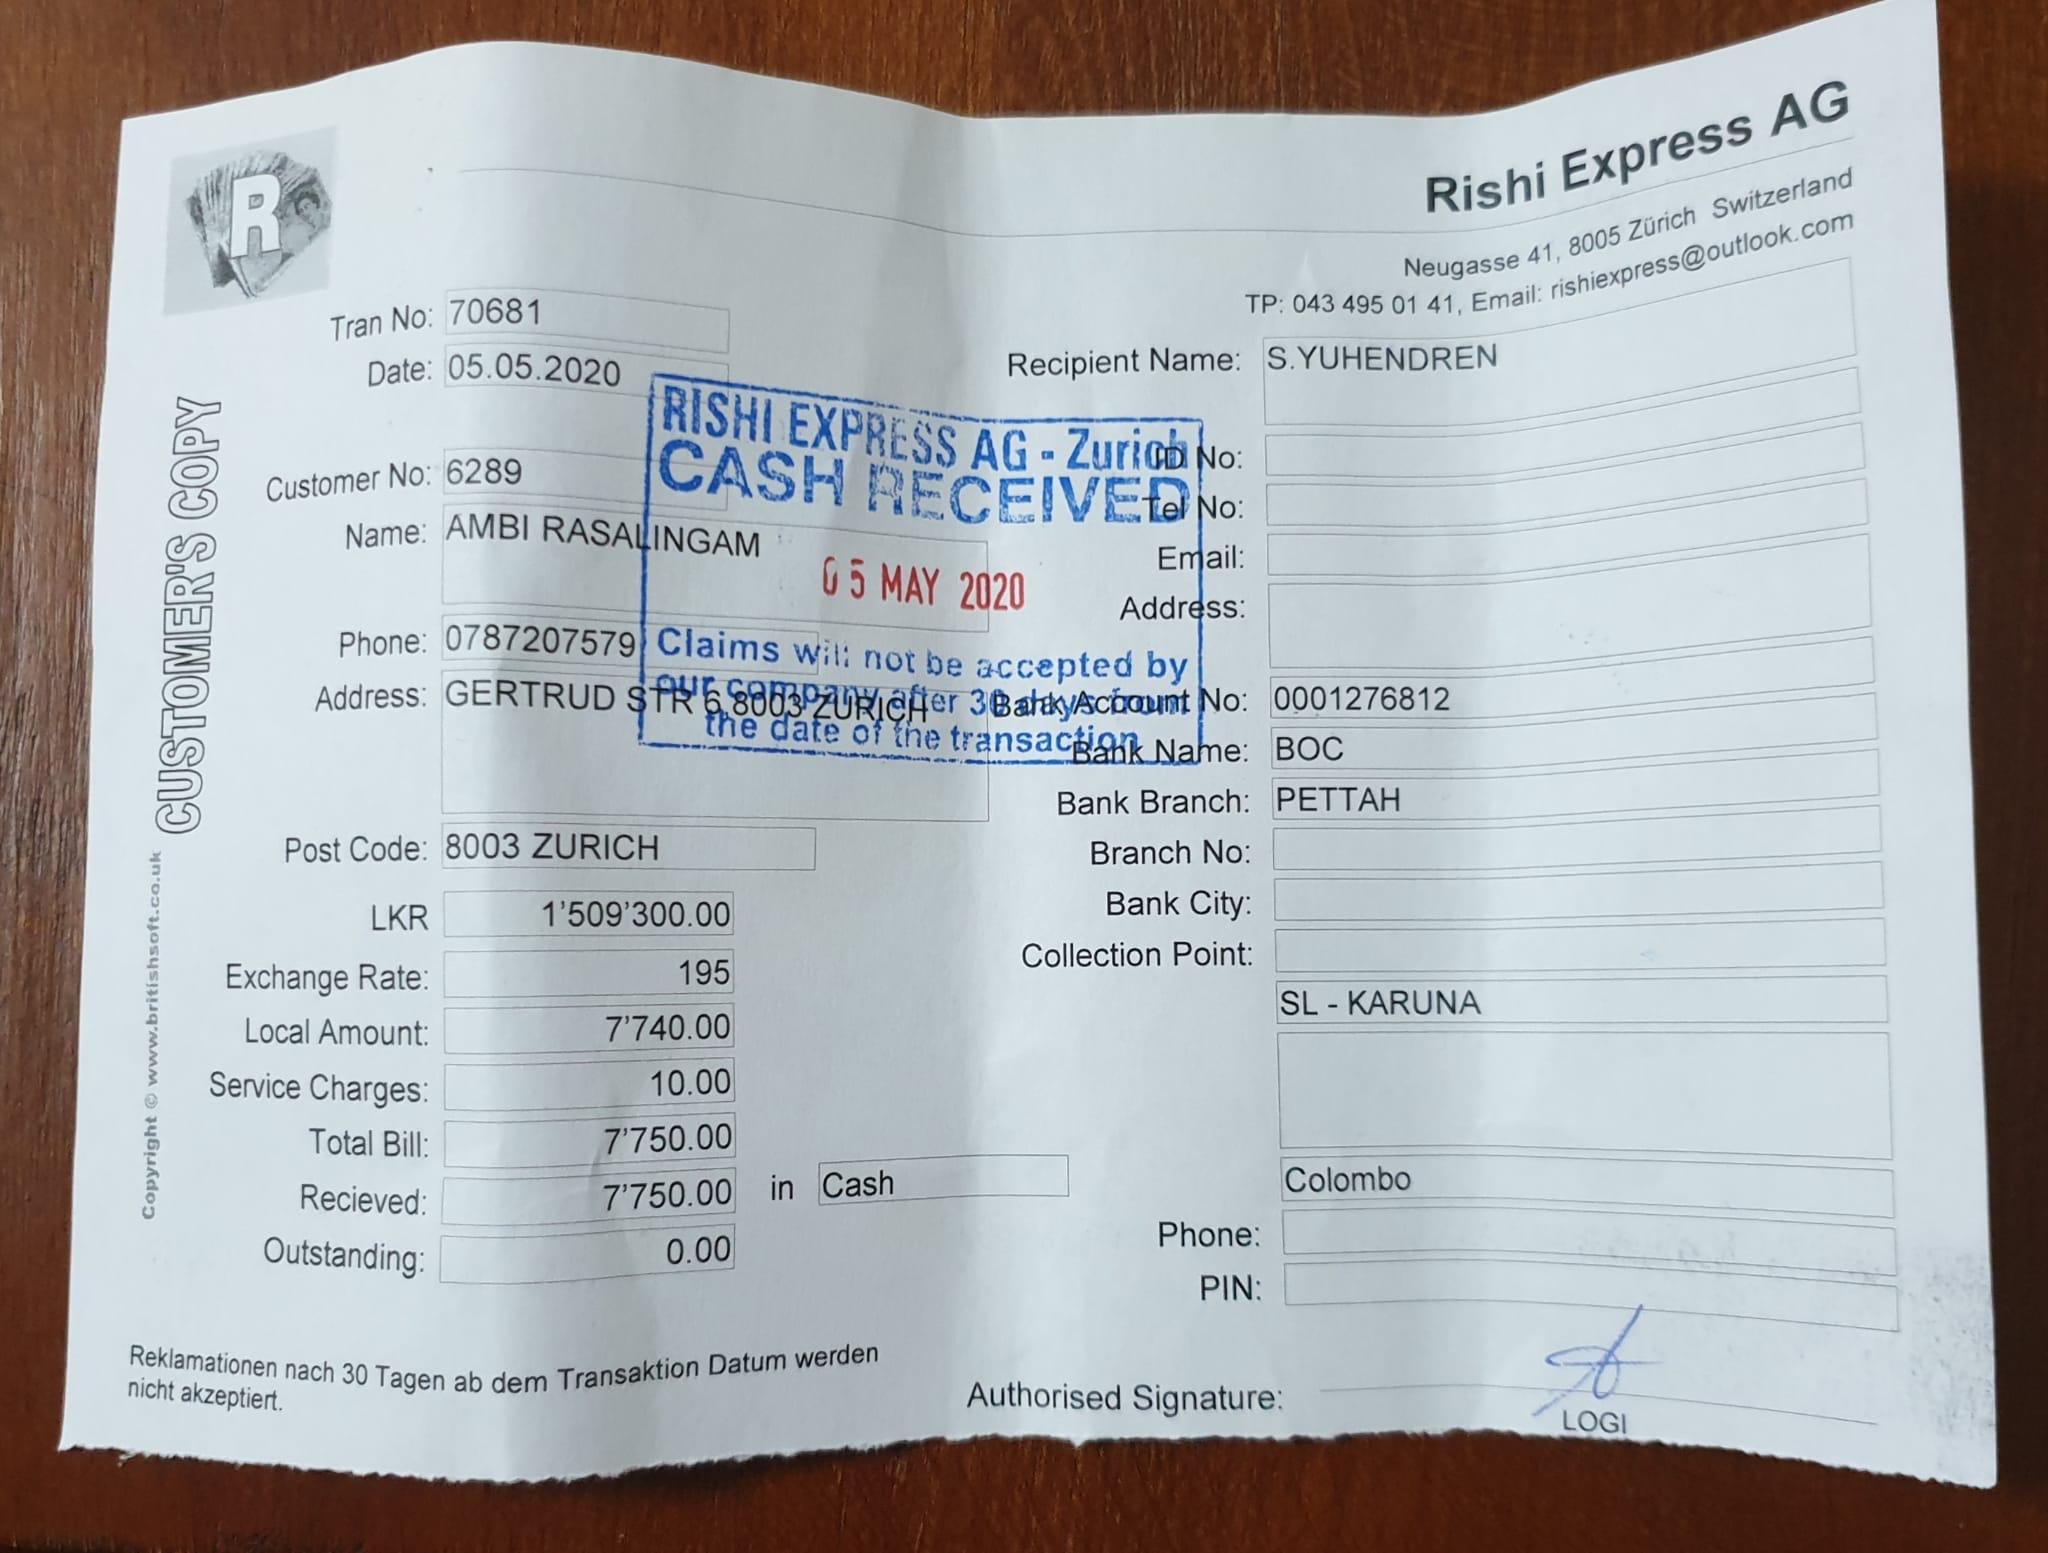 R
Rishi Express AG
Neugasse 41, 8005 Zürich Switzerland
TP: 043 495 01 41, Email: rishiexpress@outlook.com
CUSTOMER'S COPY
Copyright © www.britishsoft.co.uk
Tran No: 70681
Date: 05.05.2020
Customer No: 6289
Name: AMBI RASALINGAM
Phone: 0787207579
Address: GERTRUD STR 6,8003 ZURICH
Post Code: 8003 ZURICH
LKR 1'509'300.00
Exchange Rate: 195
Local Amount: 7'740.00
Service Charges: 10.00
Total Bill: 7'750.00
Recieved: 7'750.00 in Cash
Outstanding: 0.00
RISHI EXPRESS AG - Zurich
CASH RECEIVED
05 MAY 2020
Claims will not be accepted by
our company after 30 days from
the date of the transaction
Recipient Name: S.YUHENDREN
ID No:
Tel No:
Email:
Address:
Bank Account No: 0001276812
Bank Name: BOC
Bank Branch: PETTAH
Branch No:
Bank City:
Collection Point:
SL - KARUNA
Colombo
Phone:
PIN:
Reklamationen nach 30 Tagen ab dem Transaktion Datum werden
nicht akzeptiert.
Authorised Signature:
LOGI